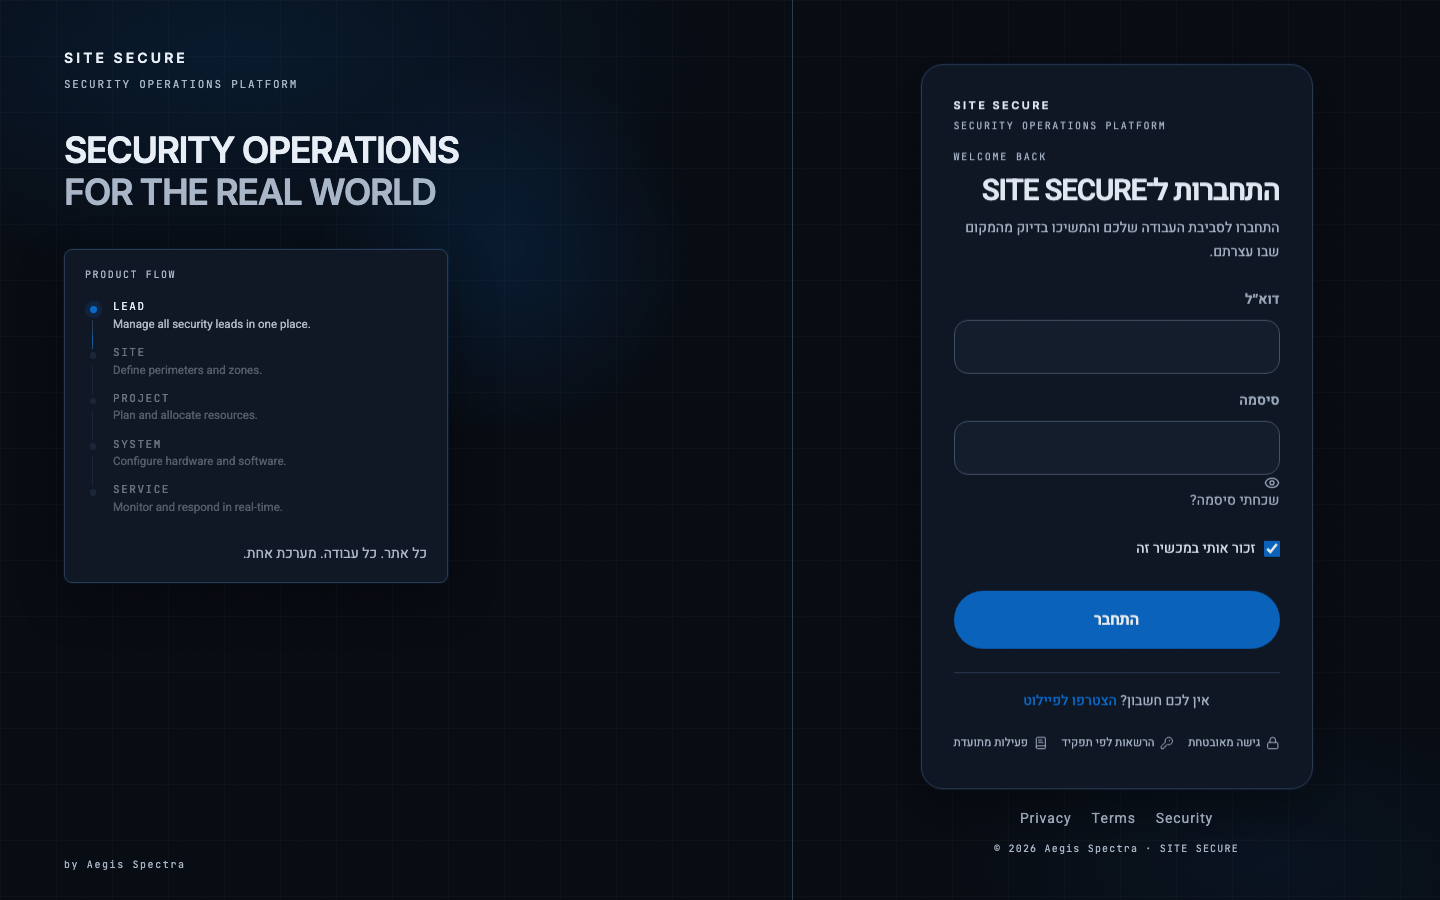 SITE SECURE
SECURITY OPERATIONS PLATFORM
SECURITY OPERATIONS
FOR THE REAL WORLD
PRODUCT FLOW
LEAD
Manage all security leads in one place.
SITE
Define perimeters and zones.
PROJECT
Plan and allocate resources.
SYSTEM
Configure hardware and software.
SERVICE
Monitor and respond in real-time.
כל אתר. כל עבודה. מערכת אחת.
by Aegis Spectra
SITE SECURE
SECURITY OPERATIONS PLATFORM
WELCOME BACK
התחברות ל־SITE SECURE
התחברו לסביבת העבודה שלכם והמשיכו בדיוק מהמקום
שבו עצרתם.
דוא״ל
סיסמה
שכחתי סיסמה?
זכור אותי במכשיר זה
התחבר
אין לכם חשבון? הצטרפו לפיילוט
גישה מאובטחת הרשאות לפי תפקיד פעילות מתועדת
Privacy Terms Security
© 2026 Aegis Spectra · SITE SECURE